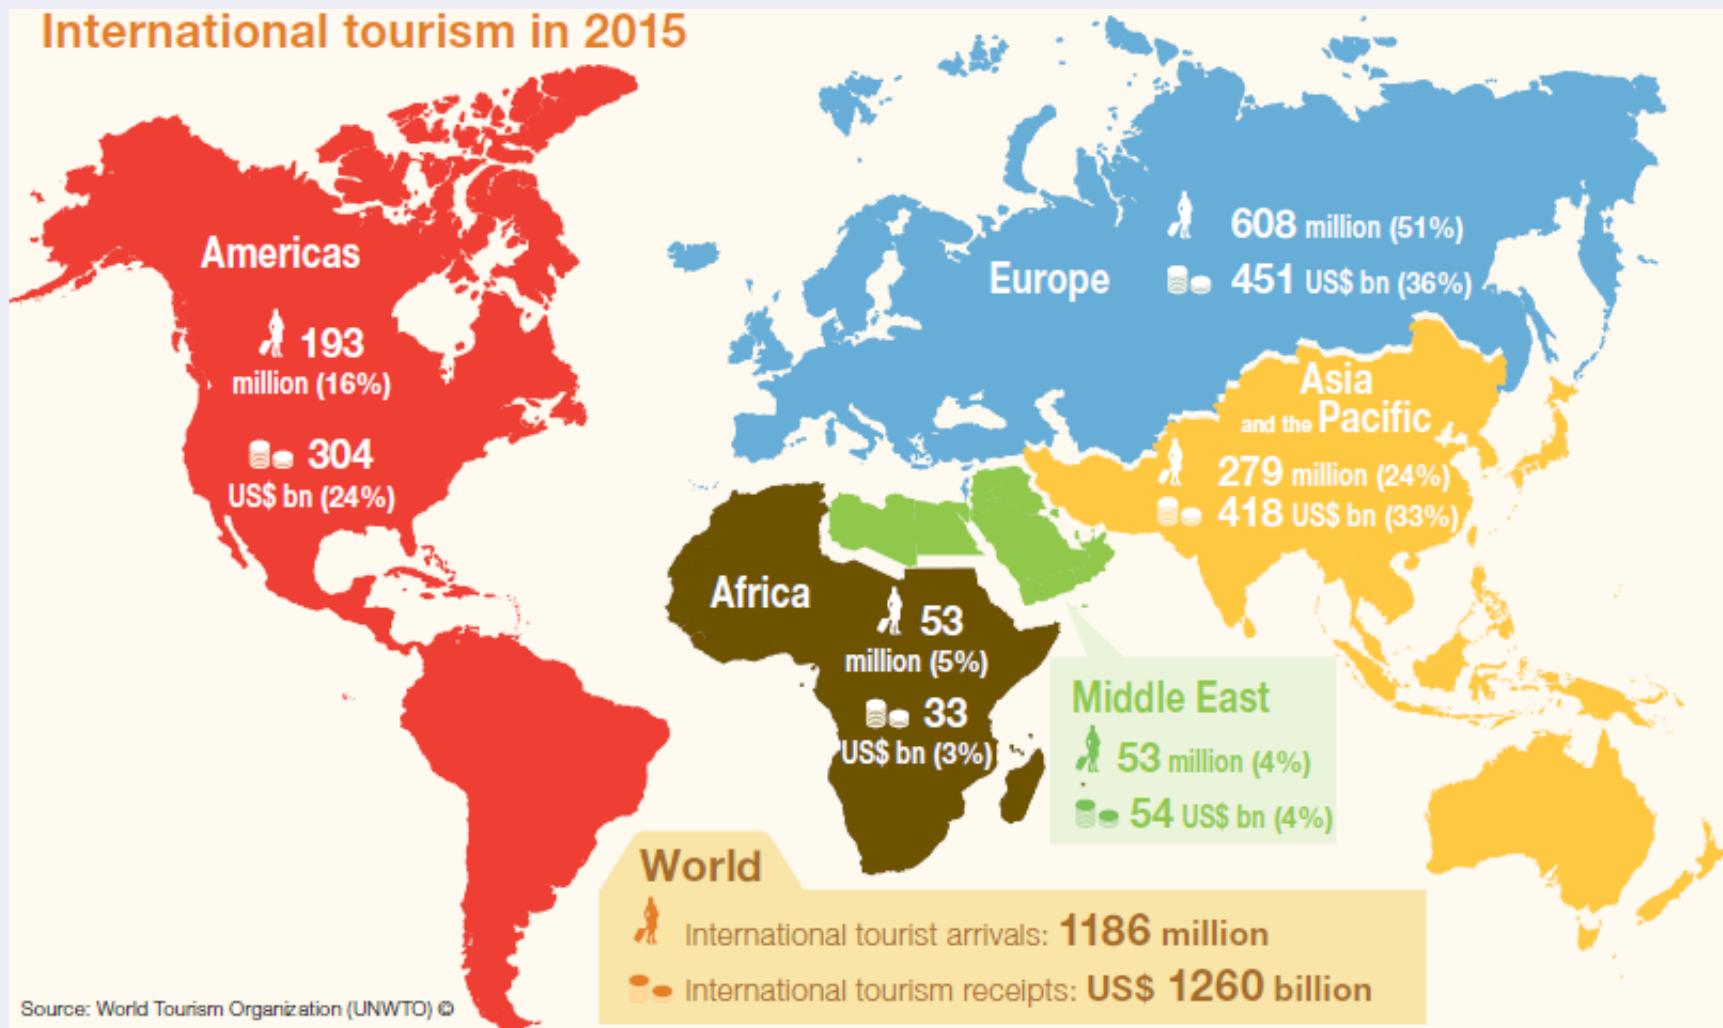 International tourism in 2015
Americas
193
million (16%)
304
US$ bn (24%)
Europe
608 million (51%)
451 US$ bn (36%)
Asia
and the Pacific
279 million (24%)
418 US$ bn (33%)
Africa
53
million (5%)
33
US$ bn (3%)
Middle East
53 million (4%)
54 US$ bn (4%)
World
International tourist arrivals: 1186 million
International tourism receipts: US$ 1260 billion
Source: World Tourism Organization (UNWTO) ©